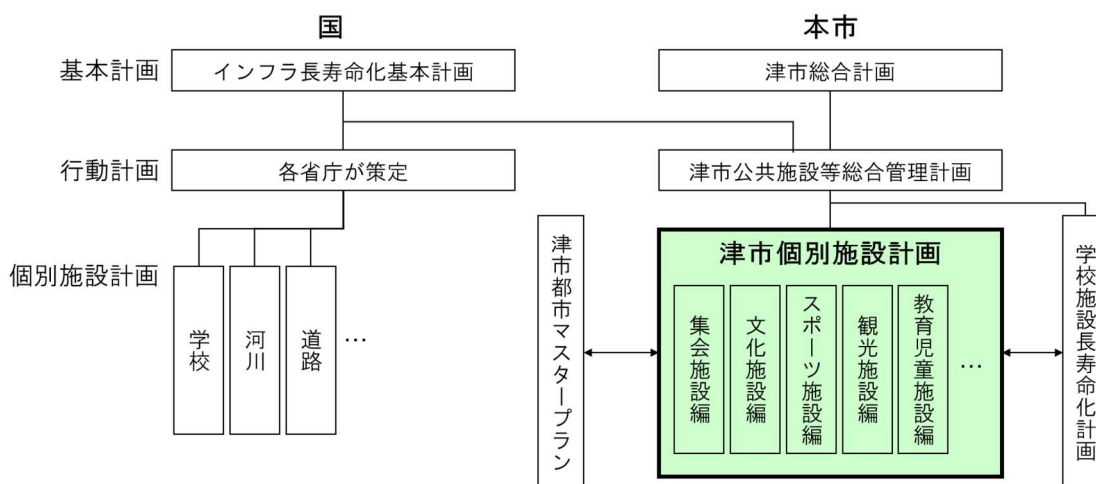 国
本市
基本計画
インフラ長寿命化基本計画
津市総合計画
行動計画
各省庁が策定
津市公共施設等総合管理計画
個別施設計画
学校
河川
道路
…
津市都市マスタープラン
津市個別施設計画
集会施設編
文化施設編
スポーツ施設編
観光施設編
教育児童施設編
…
学校施設長寿命化計画